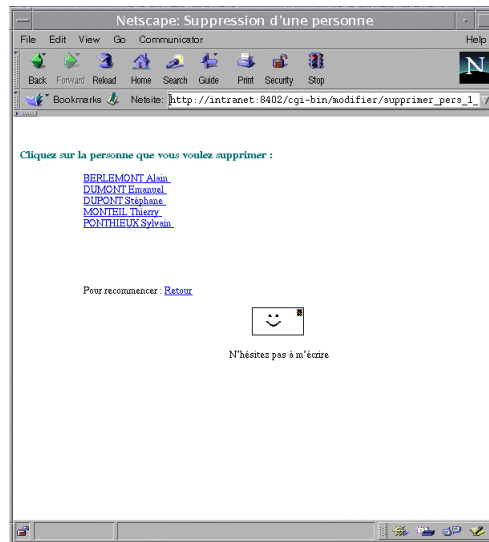 Netscape: Suppression d'une personne
File Edit View Go Communicator Help
Back Forward Reload Home Search Guide Print Security Stop
N
Bookmarks Netsite: http://intranet:8402/cgi-bin/modifier/supprimer_pers_1_
Cliquez sur la personne que vous voulez supprimer :
BERLEMONT Alain
DUMONT Emanuel
DUPONT Stéphane
MONTEIL Thierry
PONTHIEUX Sylvain
Pour recommencer : Retour
N'hésitez pas à m'écrire